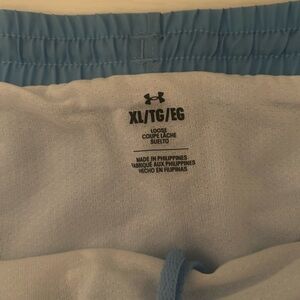 XL/TG/EG
LOOSE
COUPE LÂCHE
SUELTO
MADE IN PHILIPPINES
FABRIQUÉ AUX PHILIPPINES
HECHO EN FILIPINAS